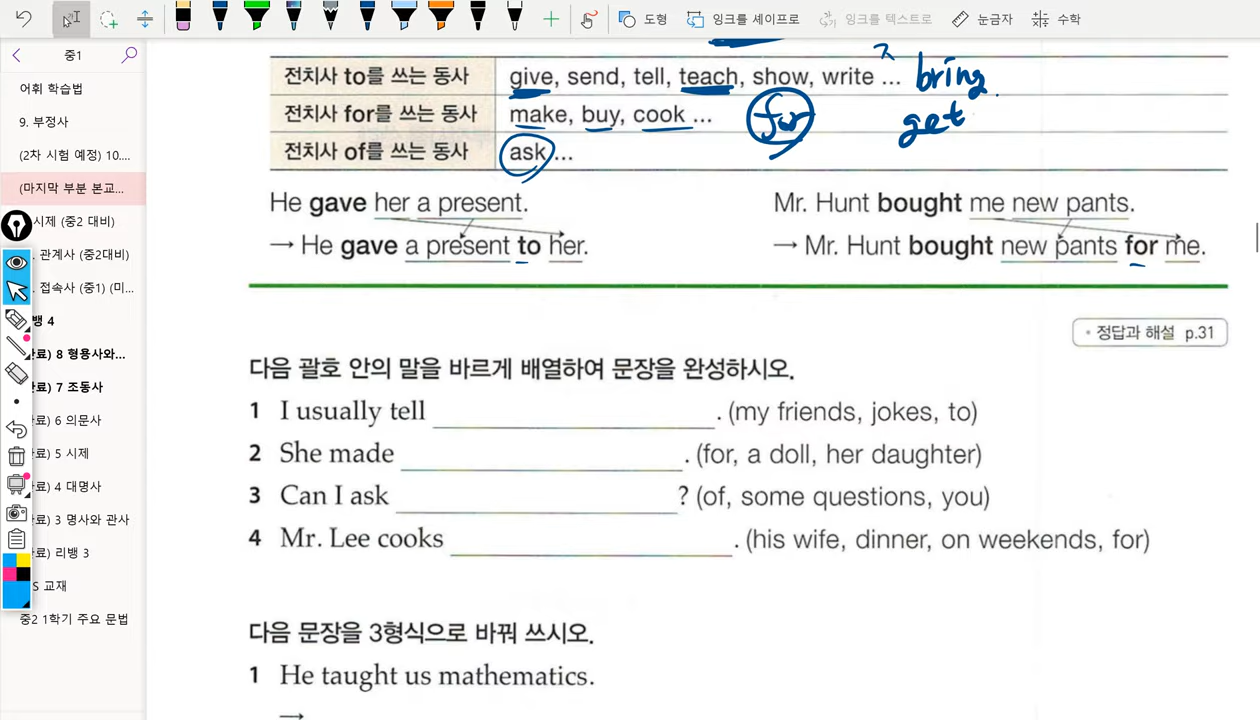 도형
잉크를 셰이프로
잉크를 텍스트로
눈금자
수학
중1
어휘 학습법
9. 부정사
(2차 시험 예정) 10....
(마지막 부분 본교...
시제 (중2 대비)
. 관계사 (중2대비)
. 접속사 (중1) (미...
뱅 4
료) 8 형용사와...
료) 7 조동사
료) 6 의문사
료) 5 시제
료) 4 대명사
료) 3 명사와 관사
료) 리뱅 3
S 교재
중2 1학기 주요 문법
전치사 to를 쓰는 동사 give, send, tell, teach, show, write ... bring
전치사 for를 쓰는 동사 make, buy, cook ... for get
전치사 of를 쓰는 동사 ask ...
He gave her a present. Mr. Hunt bought me new pants.
→ He gave a present to her. → Mr. Hunt bought new pants for me.
• 정답과 해설 p.31
다음 괄호 안의 말을 바르게 배열하여 문장을 완성하시오.
1 I usually tell ____________________. (my friends, jokes, to)
2 She made ____________________. (for, a doll, her daughter)
3 Can I ask ____________________? (of, some questions, you)
4 Mr. Lee cooks ____________________. (his wife, dinner, on weekends, for)
다음 문장을 3형식으로 바꿔 쓰시오.
1 He taught us mathematics.
→